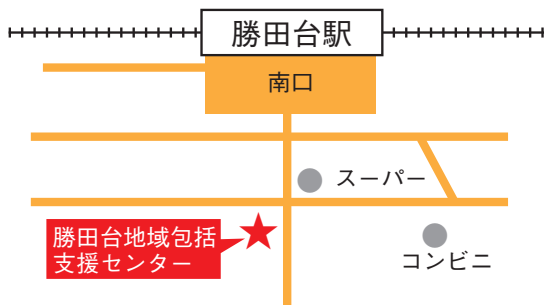 勝田台駅
南口
スーパー
勝田台地域包括
支援センター
コンビニ